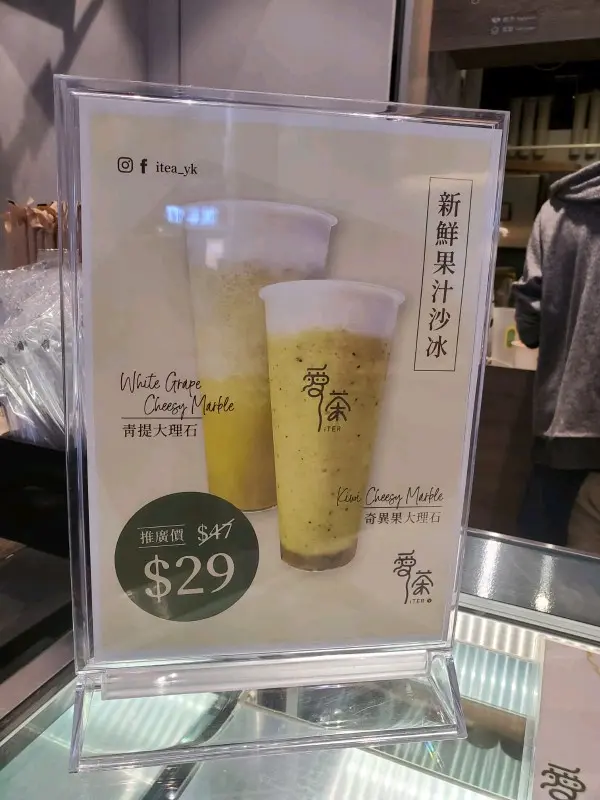 itea_yk
新鮮果汁沙冰
White Grape
Cheesy Marble
青提大理石
愛茶
iTEA
Kiwi Cheesy Marble
奇異果大理石
推廣價 $47
$29
愛茶
iTEA